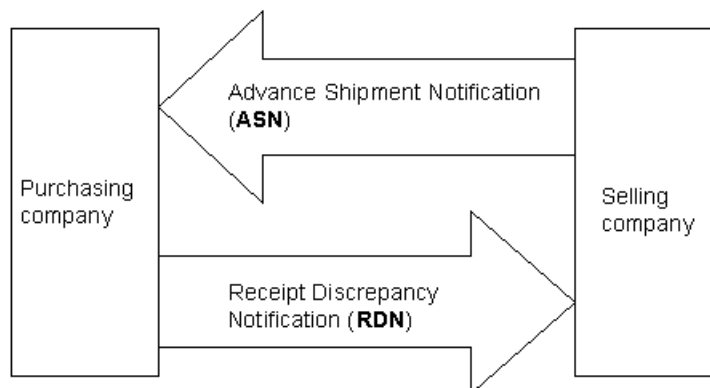 Advance Shipment Notification
(ASN)
Purchasing
company
Selling
company
Receipt Discrepancy
Notification (RDN)